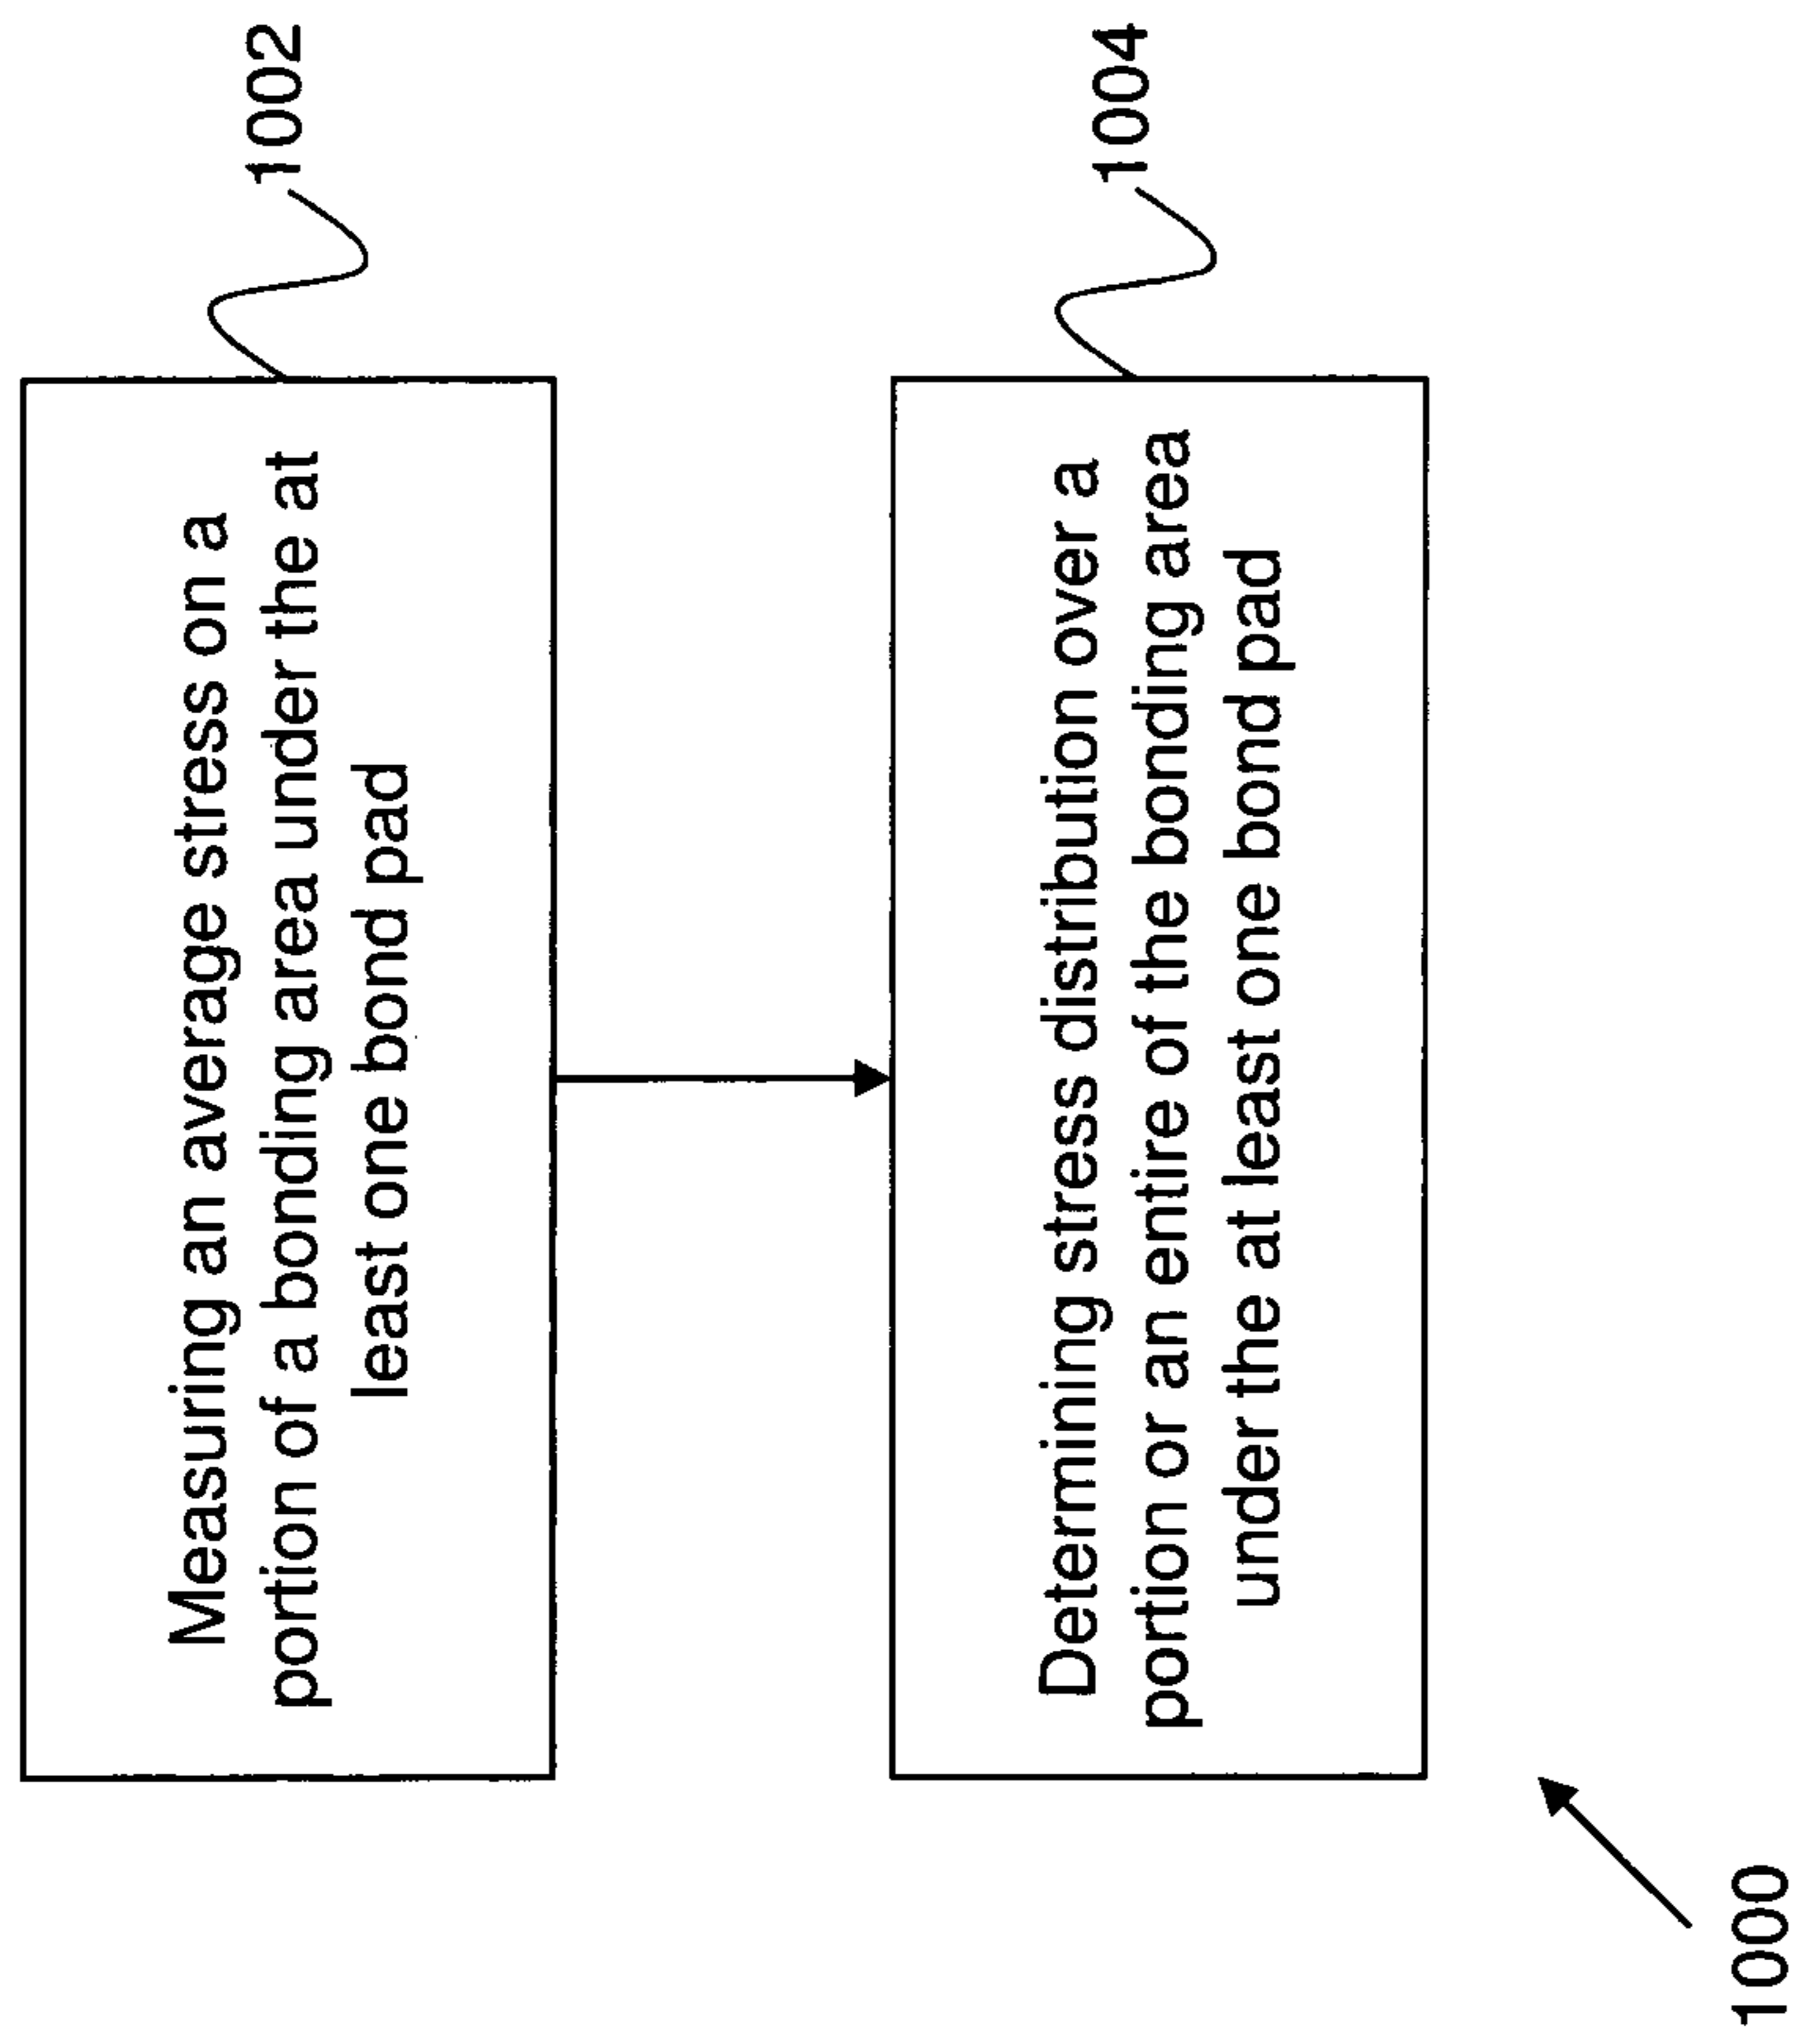 Measuring an average stress on a
portion of a bonding area under the at
least one bond pad
1002
Determining stress distribution over a
portion or an entire of the bonding area
under the at least one bond pad
1004
1000